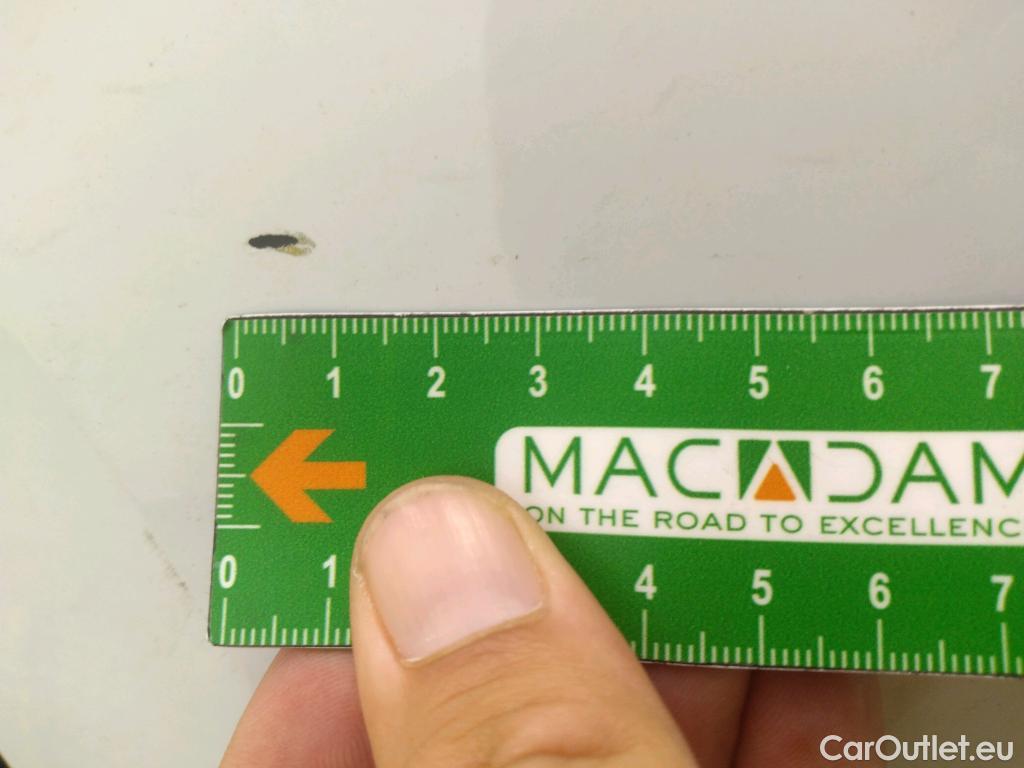 0 1 2 3 4 5 6 7
MACADAM
ON THE ROAD TO EXCELLENC
0 1 4 5 6 7
CarOutlet.eu